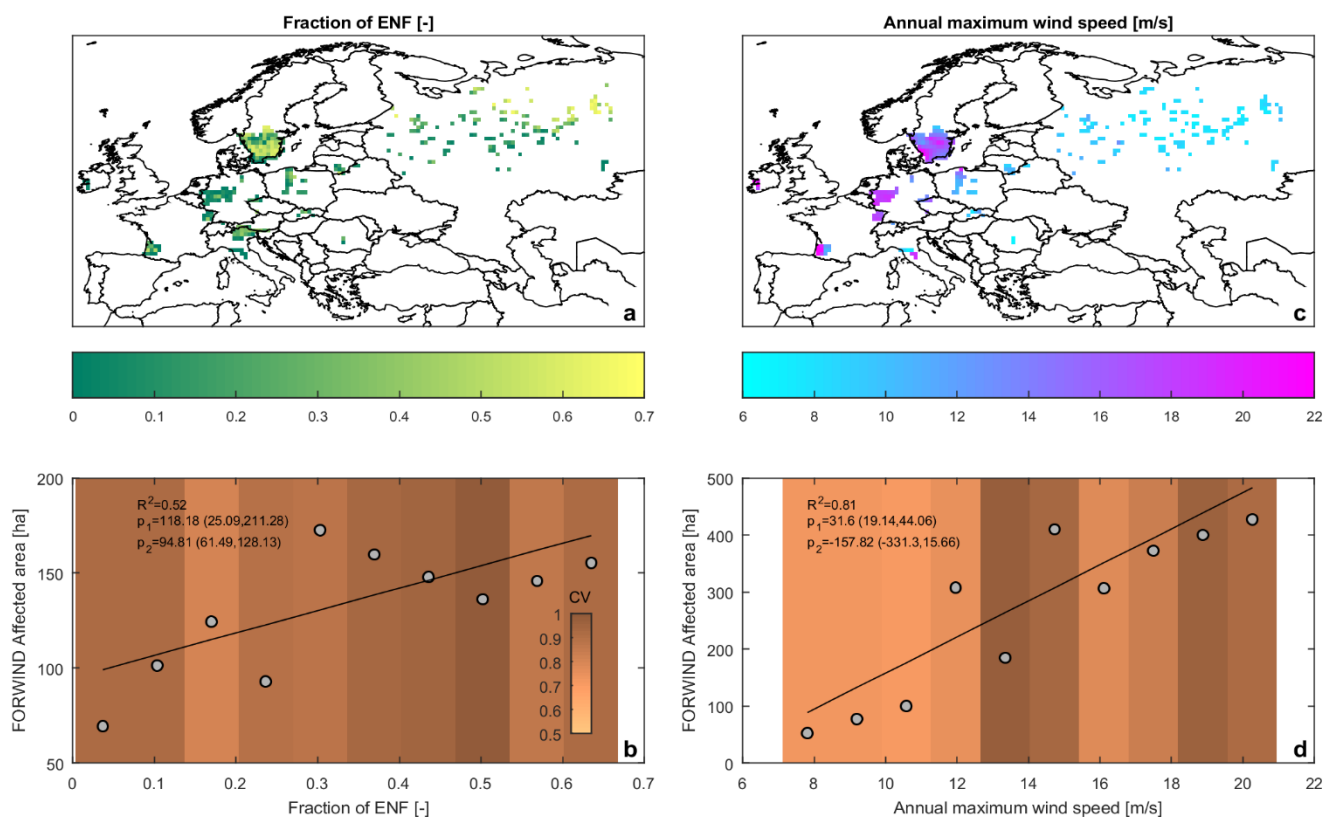 Fraction of ENF [-]
a
0 0.1 0.2 0.3 0.4 0.5 0.6 0.7
Annual maximum wind speed [m/s]
c
6 8 10 12 14 16 18 20 22
FORWIND Affected area [ha]
200
150
100
50
R²=0.52
p₁=118.18 (25.09,211.28)
p₂=94.81 (61.49,128.13)
CV
1
0.9
0.8
0.7
0.6
0.5
b
0 0.1 0.2 0.3 0.4 0.5 0.6 0.7
Fraction of ENF [-]
FORWIND Affected area [ha]
500
400
300
200
100
0
R²=0.81
p₁=31.6 (19.14,44.06)
p₂=-157.82 (-331.3,15.66)
d
6 8 10 12 14 16 18 20 22
Annual maximum wind speed [m/s]